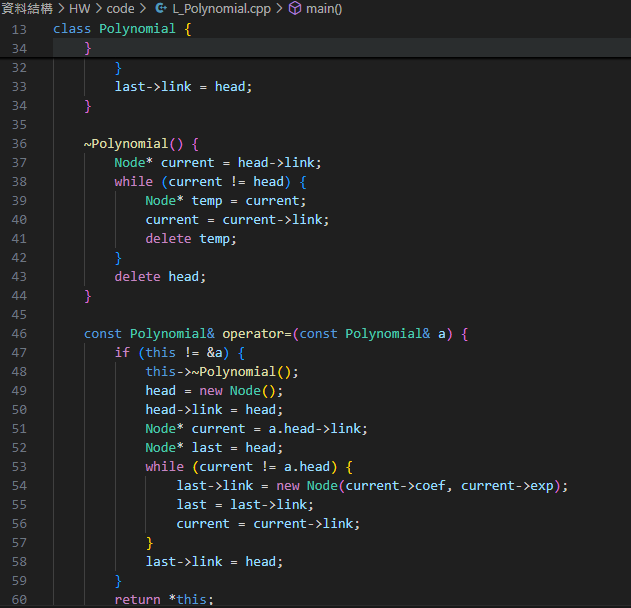 資料結構 > HW > code > L_Polynomial.cpp > main()
13 class Polynomial {
34 }
32 }
33 last->link = head;
34 }
35
36 ~Polynomial() {
37 Node* current = head->link;
38 while (current != head) {
39 Node* temp = current;
40 current = current->link;
41 delete temp;
42 }
43 delete head;
44 }
45
46 const Polynomial& operator=(const Polynomial& a) {
47 if (this != &a) {
48 this->~Polynomial();
49 head = new Node();
50 head->link = head;
51 Node* current = a.head->link;
52 Node* last = head;
53 while (current != a.head) {
54 last->link = new Node(current->coef, current->exp);
55 last = last->link;
56 current = current->link;
57 }
58 last->link = head;
59 }
60 return *this;